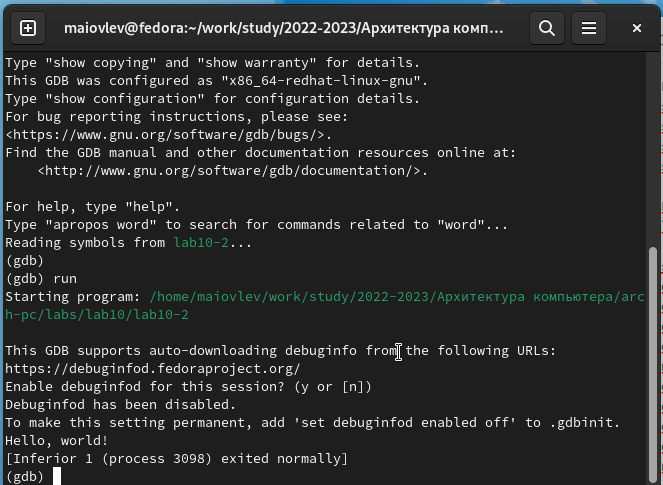 maiovlev@fedora:~/work/study/2022-2023/Архитектура комп...
Type "show copying" and "show warranty" for details.
This GDB was configured as "x86_64-redhat-linux-gnu".
Type "show configuration" for configuration details.
For bug reporting instructions, please see:
<https://www.gnu.org/software/gdb/bugs/>.
Find the GDB manual and other documentation resources online at:
    <http://www.gnu.org/software/gdb/documentation/>.
For help, type "help".
Type "apropos word" to search for commands related to "word"...
Reading symbols from lab10-2...
(gdb)
(gdb) run
Starting program: /home/maiovlev/work/study/2022-2023/Архитектура компьютера/arc
h-pc/labs/lab10/lab10-2
This GDB supports auto-downloading debuginfo from the following URLs:
https://debuginfod.fedoraproject.org/
Enable debuginfod for this session? (y or [n])
Debuginfod has been disabled.
To make this setting permanent, add 'set debuginfod enabled off' to .gdbinit.
Hello, world!
[Inferior 1 (process 3098) exited normally]
(gdb)